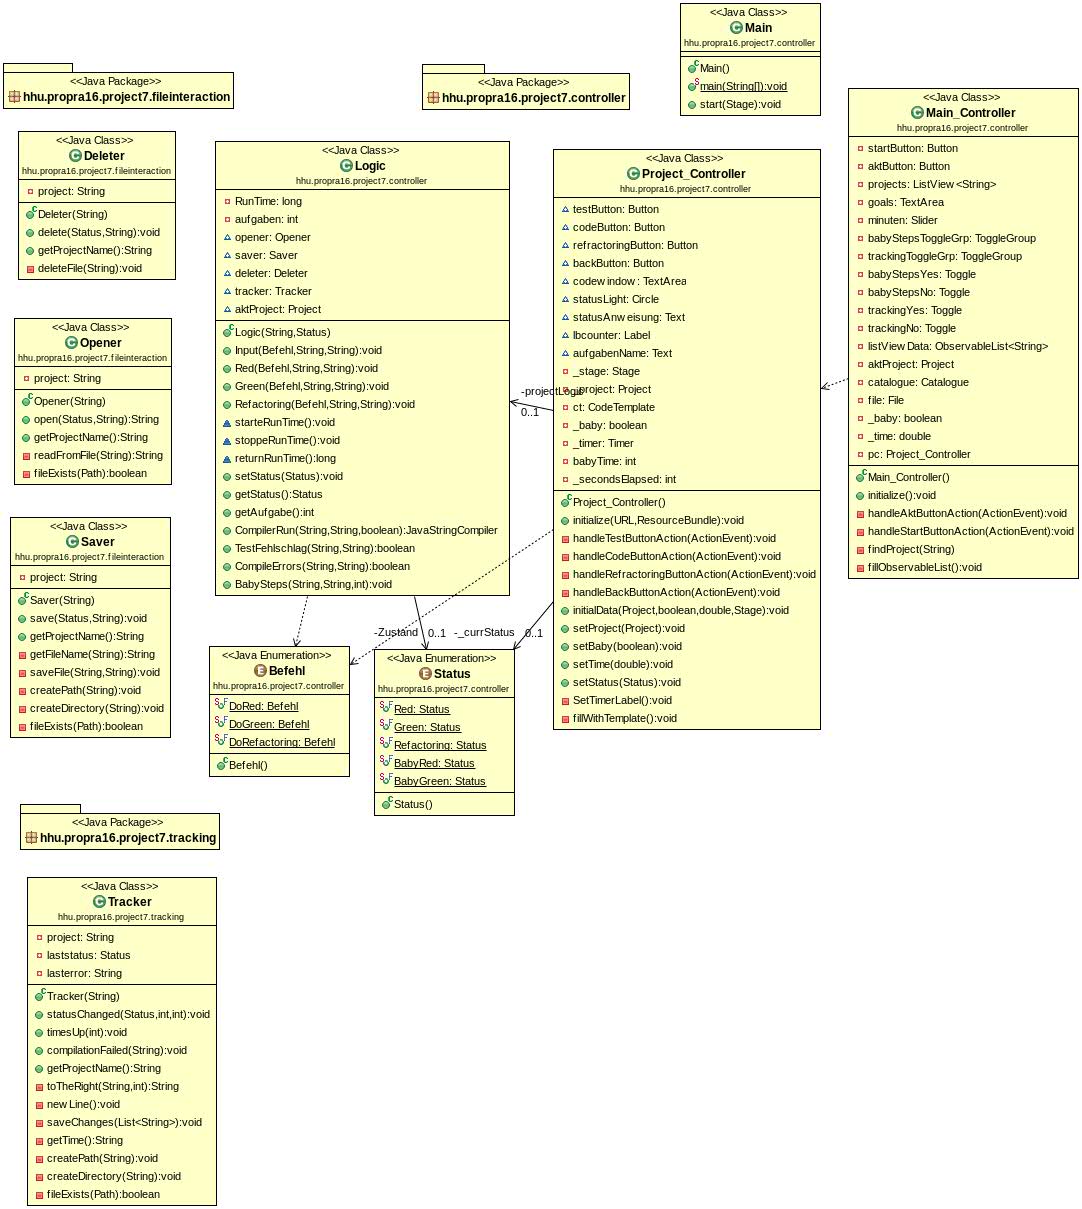 <<Java Package>>
hhu.propra16.project7.fileinteraction
<<Java Class>>
Deleter
hhu.propra16.project7.fileinteraction
project: String
Deleter(String)
delete(Status,String):void
getProjectName():String
deleteFile(String):void
<<Java Class>>
Opener
hhu.propra16.project7.fileinteraction
project: String
Opener(String)
open(Status,String):String
getProjectName():String
readFromFile(String):String
fileExists(Path):boolean
<<Java Class>>
Saver
hhu.propra16.project7.fileinteraction
project: String
Saver(String)
save(Status,String):void
getProjectName():String
getFileName(String):String
saveFile(String,String):void
createPath(String):void
createDirectory(String):void
fileExists(Path):boolean
<<Java Package>>
hhu.propra16.project7.tracking
<<Java Class>>
Tracker
hhu.propra16.project7.tracking
project: String
laststatus: Status
lasterror: String
Tracker(String)
statusChanged(Status,int,int):void
timesUp(int):void
compilationFailed(String):void
getProjectName():String
toTheRight(String,int):String
newLine():void
saveChanges(List<String>):void
getTime():String
createPath(String):void
createDirectory(String):void
fileExists(Path):boolean
<<Java Package>>
hhu.propra16.project7.controller
<<Java Class>>
Logic
hhu.propra16.project7.controller
RunTime: long
aufgaben: int
opener: Opener
saver: Saver
deleter: Deleter
tracker: Tracker
aktProject: Project
Logic(String,Status)
Input(Befehl,String,String):void
Red(Befehl,String,String):void
Green(Befehl,String,String):void
Refactoring(Befehl,String,String):void
starteRunTime():void
stoppeRunTime():void
returnRunTime():long
setStatus(Status):void
getStatus():Status
getAufgabe():int
CompilerRun(String,String,boolean):JavaStringCompiler
TestFehlschlag(String,String):boolean
CompileErrors(String,String):boolean
BabySteps(String,String,int):void
-projectLogic
0..1
-Zustand
0..1
-_currStatus
0..1
<<Java Enumeration>>
Befehl
hhu.propra16.project7.controller
DoRed: Befehl
DoGreen: Befehl
DoRefactoring: Befehl
Befehl()
<<Java Enumeration>>
Status
hhu.propra16.project7.controller
Red: Status
Green: Status
Refactoring: Status
BabyRed: Status
BabyGreen: Status
Status()
<<Java Class>>
Main
hhu.propra16.project7.controller
Main()
main(String[]):void
start(Stage):void
<<Java Class>>
Project_Controller
hhu.propra16.project7.controller
testButton: Button
codeButton: Button
refractoringButton: Button
backButton: Button
codewindow: TextArea
statusLight: Circle
statusAnweisung: Text
lbcounter: Label
aufgabenName: Text
_stage: Stage
_project: Project
ct: CodeTemplate
_baby: boolean
_timer: Timer
babyTime: int
_secondsElapsed: int
Project_Controller()
initialize(URL,ResourceBundle):void
handleTestButtonAction(ActionEvent):void
handleCodeButtonAction(ActionEvent):void
handleRefractoringButtonAction(ActionEvent):void
handleBackButtonAction(ActionEvent):void
initialData(Project,boolean,double,Stage):void
setProject(Project):void
setBaby(boolean):void
setTime(double):void
setStatus(Status):void
SetTimerLabel():void
fillWithTemplate():void
<<Java Class>>
Main_Controller
hhu.propra16.project7.controller
startButton: Button
aktButton: Button
projects: ListView<String>
goals: TextArea
minuten: Slider
babyStepsToggleGrp: ToggleGroup
trackingToggleGrp: ToggleGroup
babyStepsYes: Toggle
babyStepsNo: Toggle
trackingYes: Toggle
trackingNo: Toggle
listViewData: ObservableList<String>
aktProject: Project
catalogue: Catalogue
file: File
_baby: boolean
_time: double
pc: Project_Controller
Main_Controller()
initialize():void
handleAktButtonAction(ActionEvent):void
handleStartButtonAction(ActionEvent):void
findProject(String)
fillObservableList():void